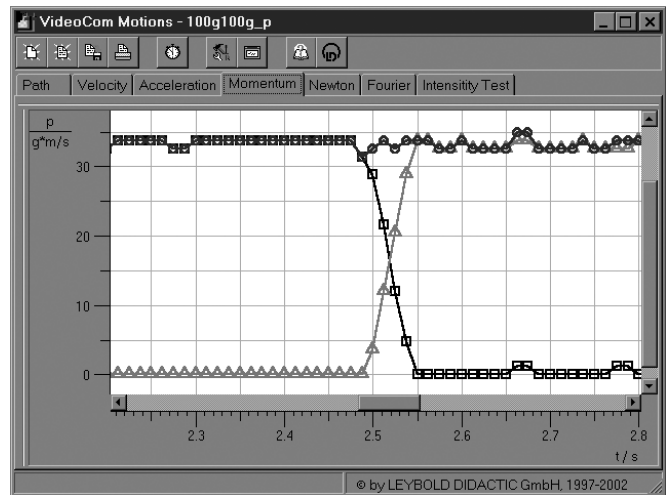 VideoCom Motions - 100g100g_p
Path Velocity Acceleration Momentum Newton Fourier Intensitity Test
p
g*m/s
30
20
10
0
2.3 2.4 2.5 2.6 2.7 2.8
t / s
© by LEYBOLD DIDACTIC GmbH, 1997-2002